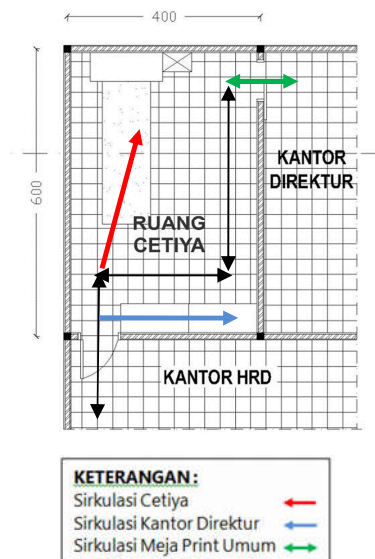 400
600
KANTOR
DIREKTUR
RUANG
CETIYA
KANTOR HRD
KETERANGAN :
Sirkulasi Cetiya
Sirkulasi Kantor Direktur
Sirkulasi Meja Print Umum